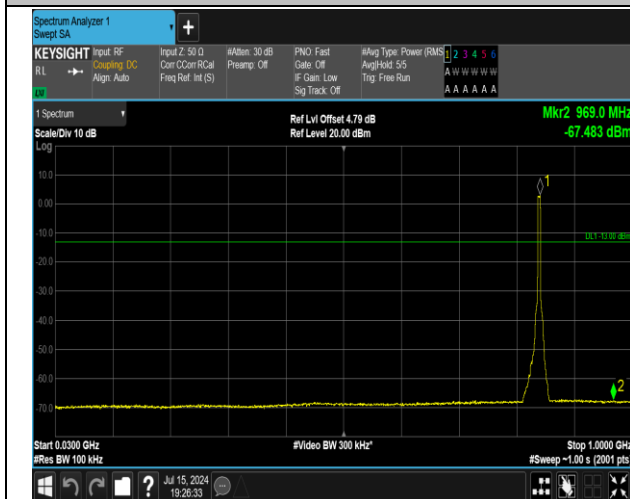 Spectrum Analyzer 1
Swept SA
+
KEYSIGHT Input: RF Input Z: 50 Ω #Atten: 30 dB PNO: Fast #Avg Type: Power (RMS 1 2 3 4 5 6
RL Coupling: DC Corr CCorr RCal Preamp: Off Gate: Off Avg|Hold: 5/5 A W W W W W
Align: Auto Freq Ref: Int (S) IF Gain: Low Trig: Free Run
Sig Track: Off A A A A A A
1 Spectrum
Scale/Div 10 dB
Ref Lvl Offset 4.79 dB
Ref Level 20.00 dBm
Mkr2 969.0 MHz
-67.483 dBm
Log
10.0
0.00
-10.0
-20.0
-30.0
-40.0
-50.0
-60.0
-70.0
1
DL1 -13.00 dBm
2
Start 0.0300 GHz #Video BW 300 kHz* Stop 1.0000 GHz
#Res BW 100 kHz #Sweep ~1.00 s (2001 pts)
? Jul 15, 2024
19:26:33